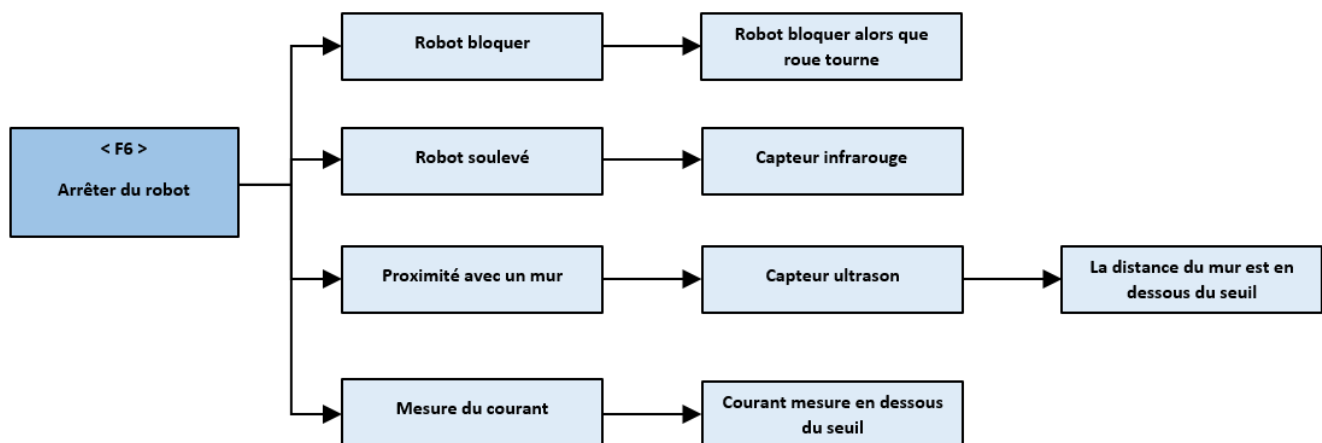 Robot bloquer
Robot bloquer alors que
roue tourne
< F6 >
Arrêter du robot
Robot soulevé
Capteur infrarouge
Proximité avec un mur
Capteur ultrason
La distance du mur est en
dessous du seuil
Mesure du courant
Courant mesure en dessous
du seuil